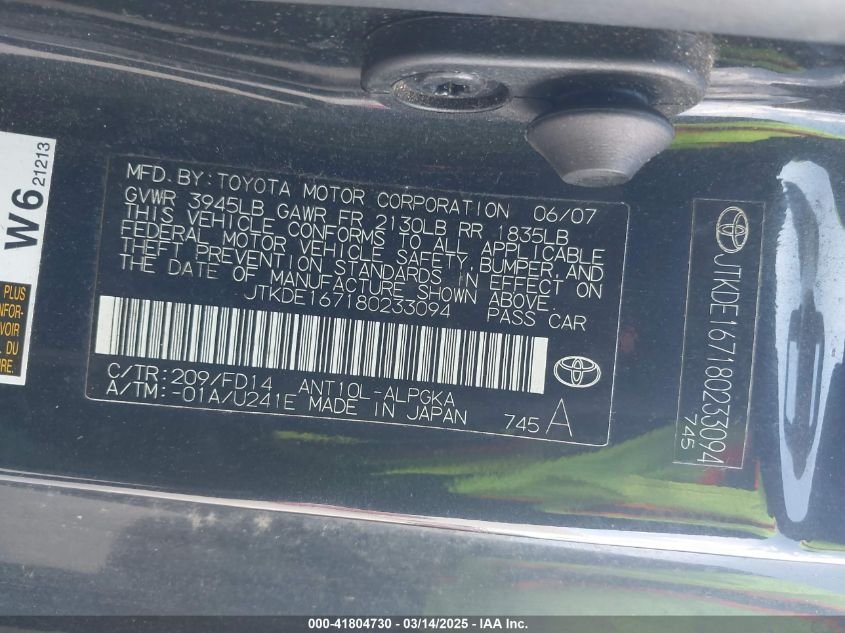 W6
21213
PLUS
NFOR-
VOIR
L DU
URE.
MFD. BY: TOYOTA MOTOR CORPORATION 06/07
GVWR 3945LB GAWR FR 2130LB RR 1835LB
THIS VEHICLE CONFORMS TO ALL APPLICABLE
FEDERAL MOTOR VEHICLE SAFETY, BUMPER, AND
THEFT PREVENTION STANDARDS IN EFFECT ON
THE DATE OF MANUFACTURE SHOWN ABOVE.
JTKDE167180233094 PASS CAR
C/TR: 209/FD14 ANT10L-ALPGKA
A/TM: -01A/U241E MADE IN JAPAN 745 A
JTKDE167180233094
745
000-41804730 — 03/14/2025 — IAA Inc.